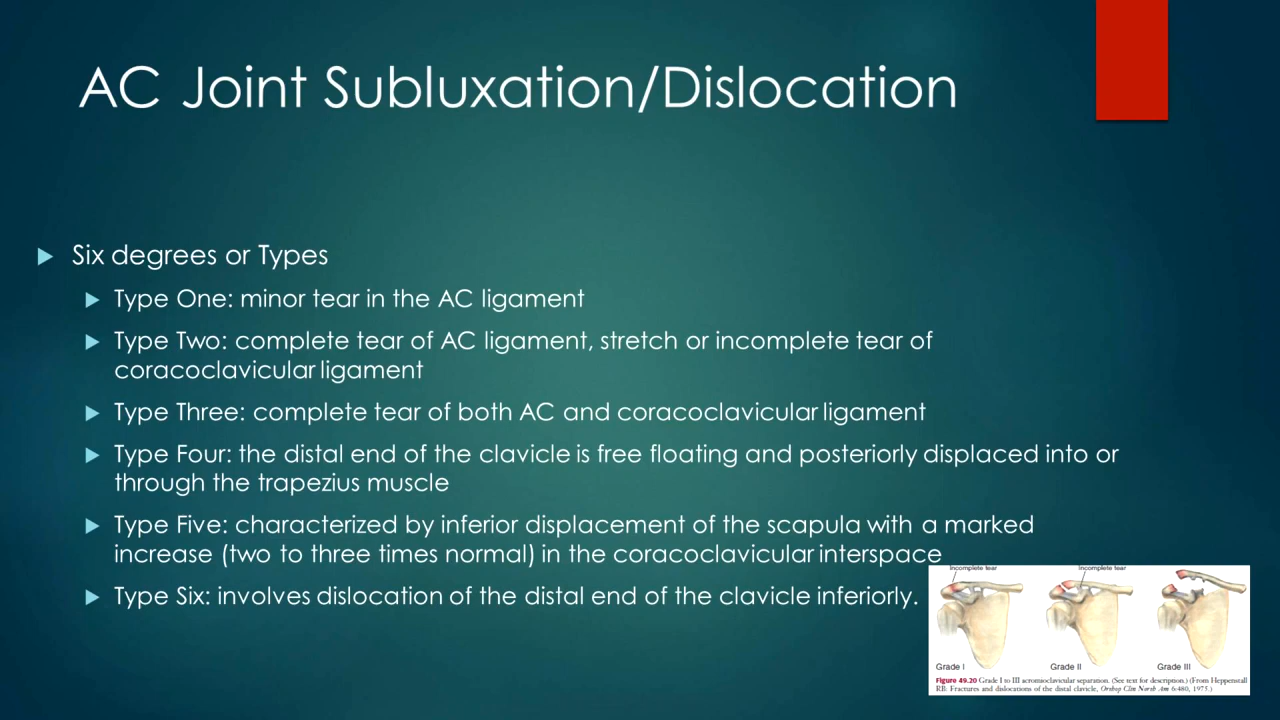 AC Joint Subluxation/Dislocation
Six degrees or Types
Type One: minor tear in the AC ligament
Type Two: complete tear of AC ligament, stretch or incomplete tear of
coracoclavicular ligament
Type Three: complete tear of both AC and coracoclavicular ligament
Type Four: the distal end of the clavicle is free floating and posteriorly displaced into or
through the trapezius muscle
Type Five: characterized by inferior displacement of the scapula with a marked
increase (two to three times normal) in the coracoclavicular interspace
Type Six: involves dislocation of the distal end of the clavicle inferiorly.
Incomplete tear
Incomplete tear
Grade I
Grade II
Grade III
Figure 49.20 Grade I to III acromioclavicular separation. (See text for description.) (From Heppenstall
RB: Fractures and dislocations of the distal clavicle, Orthop Clin North Am 6:480, 1975.)